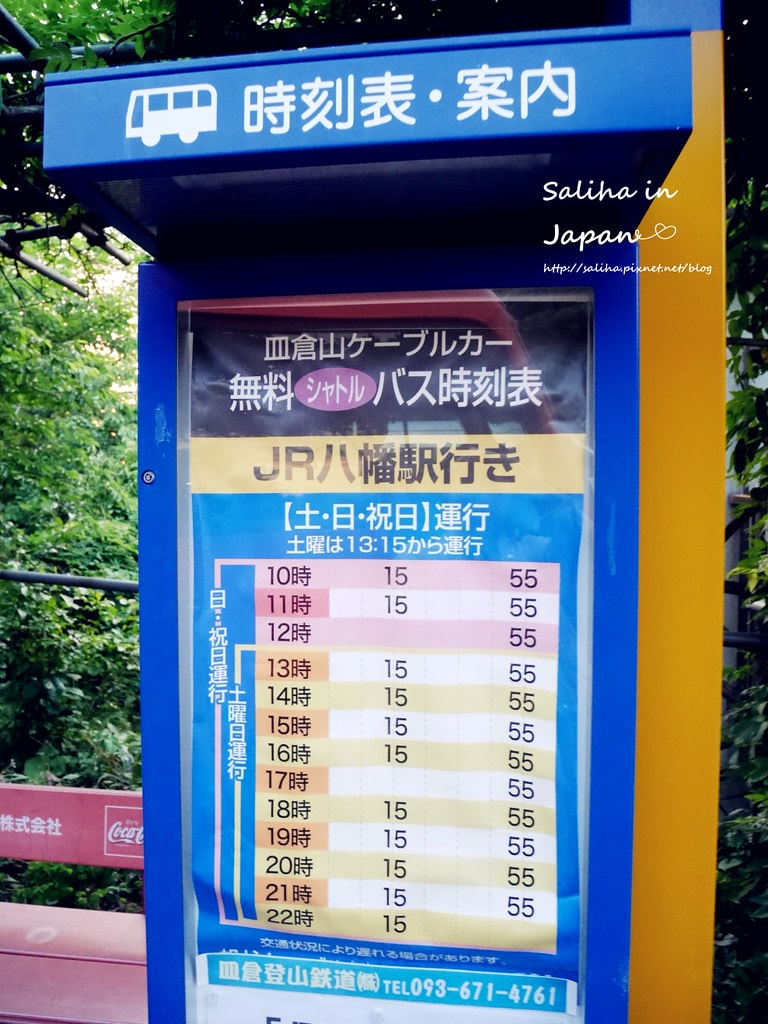 時刻表・案内
Saliha in
Japan
http://saliha.pixnet.net/blog
皿倉山ケーブルカー
無料シャトルバス時刻表
JR八幡駅行き
【土・日・祝日】運行
土曜は13:15から運行
日・祝日運行
土曜日運行
10時 15 55
11時 15 55
12時 55
13時 15 55
14時 15 55
15時 15 55
16時 15 55
17時 55
18時 15 55
19時 15 55
20時 15 55
21時 15 55
22時 15
交通状況により遅れる場合があります。
皿倉登山鉄道㈱ TEL093-671-4761
株式会社
Coca